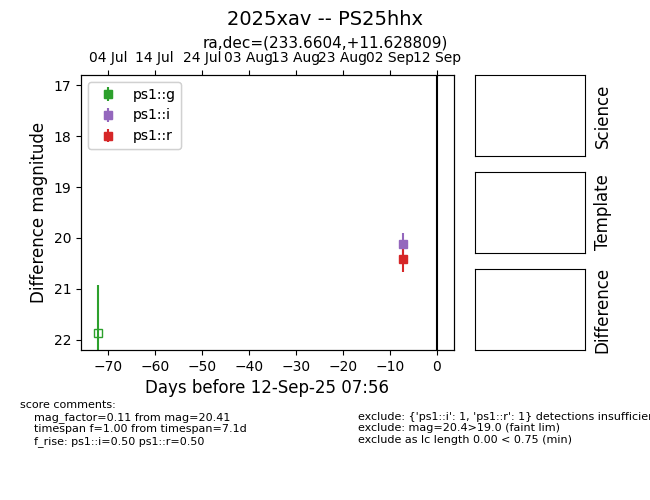 2025xav -- PS25hhx
ra,dec=(233.6604,+11.628809)
04 Jul 14 Jul 24 Jul 03 Aug 13 Aug 23 Aug 02 Sep 12 Sep
ps1::g
ps1::i
ps1::r
17
18
19
20
21
22
Difference magnitude
−70 −60 −50 −40 −30 −20 −10 0
Days before 12-Sep-25 07:56
Science
Template
Difference
score comments:
mag_factor=0.11 from mag=20.41
timespan f=1.00 from timespan=7.1d
f_rise: ps1::i=0.50 ps1::r=0.50
exclude: {'ps1::i': 1, 'ps1::r': 1} detections insufficie
exclude: mag=20.4>19.0 (faint lim)
exclude as lc length 0.00 < 0.75 (min)